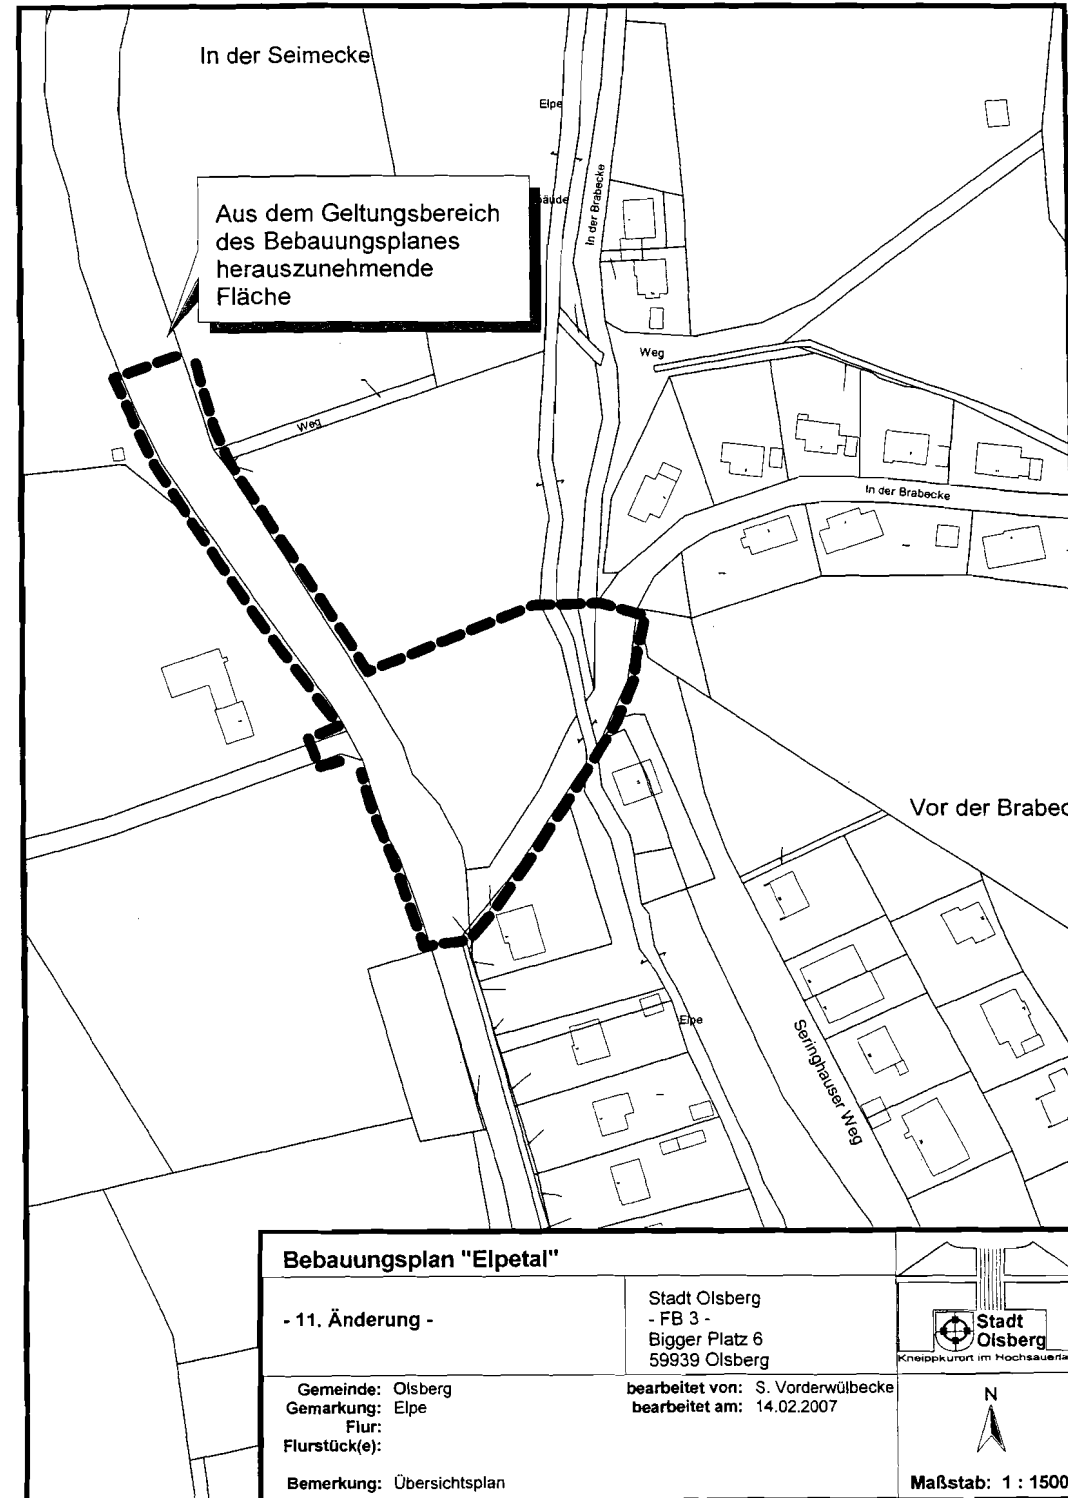 In der Seimecke
Elpe
In der Brabecke
Aus dem Geltungsbereich
des Bebauungsplanes
herauszunehmende
Fläche
Weg
Weg
In der Brabecke
Vor der Brabec
Elpe
Seringhauser Weg
Bebauungsplan "Elpetal"
- 11. Änderung -
Stadt Olsberg
- FB 3 -
Bigger Platz 6
59939 Olsberg
Stadt
Olsberg
Kneippkurort im Hochsauerla
Gemeinde: Olsberg
Gemarkung: Elpe
Flur:
Flurstück(e):
Bemerkung: Übersichtsplan
bearbeitet von: S. Vorderwülbecke
bearbeitet am: 14.02.2007
N
Maßstab: 1 : 1500